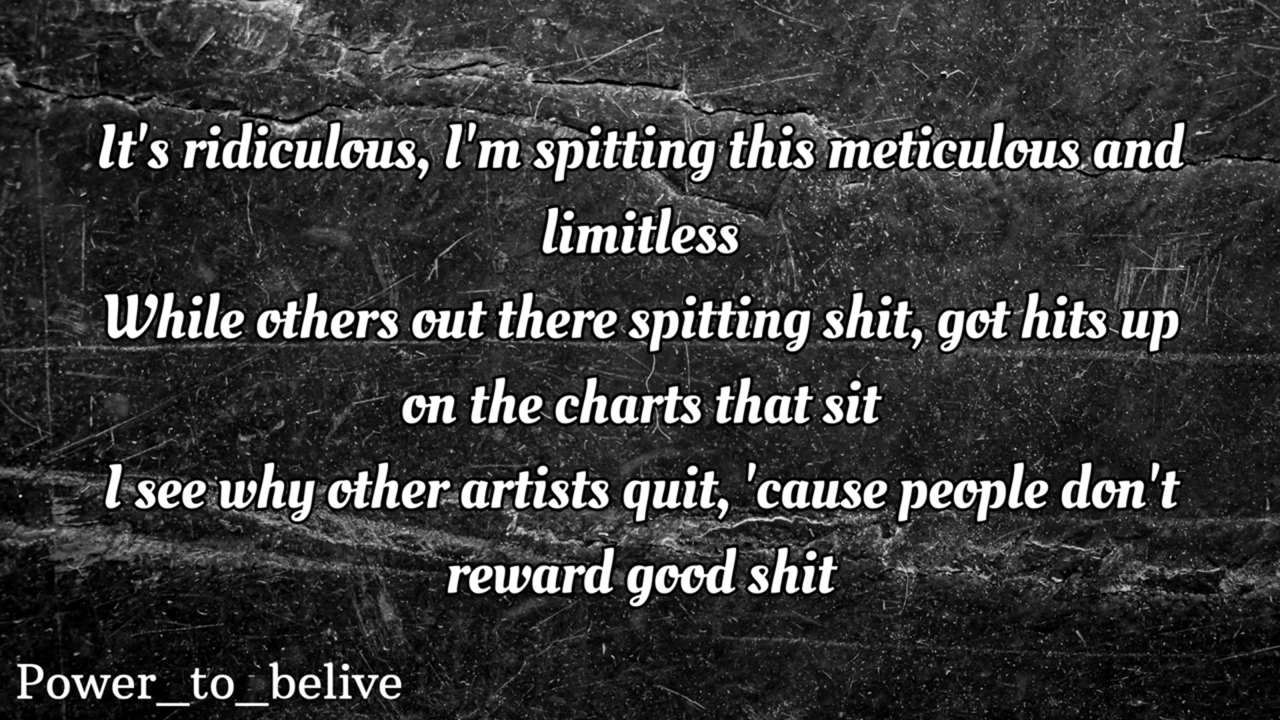 It's ridiculous, I'm spitting this meticulous and
limitless
While others out there spitting shit, got hits up
on the charts that sit
I see why other artists quit, 'cause people don't
reward good shit
Power_to_belive